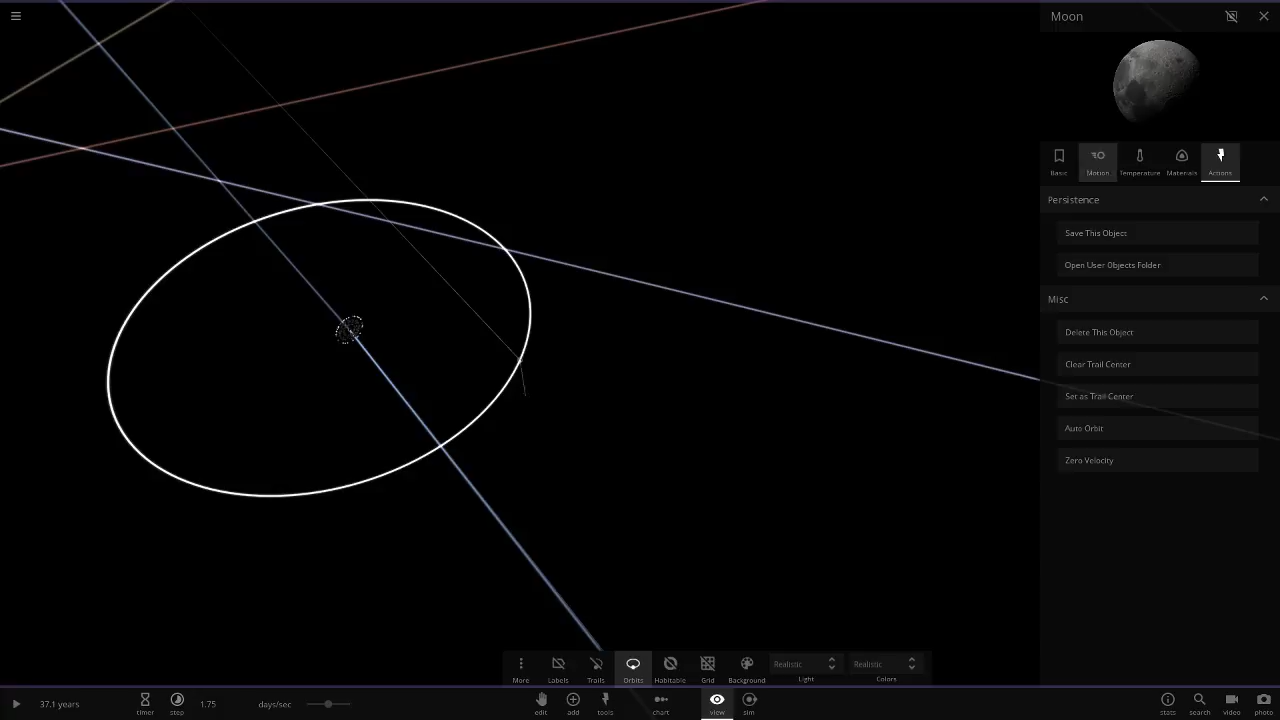 Moon
Basic
Motion
Temperature
Materials
Actions
Persistence
Save This Object
Open User Objects Folder
Misc
Delete This Object
Clear Trail Center
Set as Trail Center
Auto Orbit
Zero Velocity
More
Labels
Trails
Orbits
Habitable
Grid
Background
Realistic
Light
Realistic
Colors
37.1 years
timer
step
1.75
days/sec
edit
add
tools
chart
view
sim
stats
search
video
photo